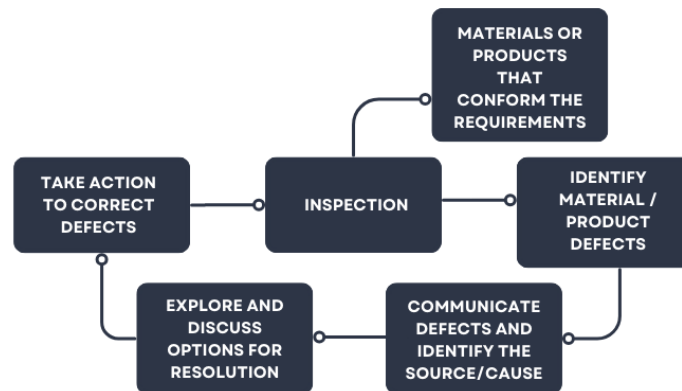 MATERIALS OR
PRODUCTS
THAT
CONFORM THE
REQUIREMENTS
TAKE ACTION
TO CORRECT
DEFECTS
INSPECTION
IDENTIFY
MATERIAL /
PRODUCT
DEFECTS
EXPLORE AND
DISCUSS
OPTIONS FOR
RESOLUTION
COMMUNICATE
DEFECTS AND
IDENTIFY THE
SOURCE/CAUSE